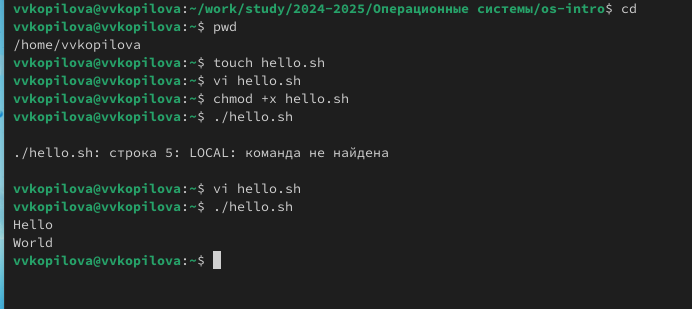 vvkopilova@vvkopilova:~/work/study/2024-2025/Операционные системы/os-intro$ cd
vvkopilova@vvkopilova:~$ pwd
/home/vvkopilova
vvkopilova@vvkopilova:~$ touch hello.sh
vvkopilova@vvkopilova:~$ vi hello.sh
vvkopilova@vvkopilova:~$ chmod +x hello.sh
vvkopilova@vvkopilova:~$ ./hello.sh
./hello.sh: строка 5: LOCAL: команда не найдена
vvkopilova@vvkopilova:~$ vi hello.sh
vvkopilova@vvkopilova:~$ ./hello.sh
Hello
World
vvkopilova@vvkopilova:~$